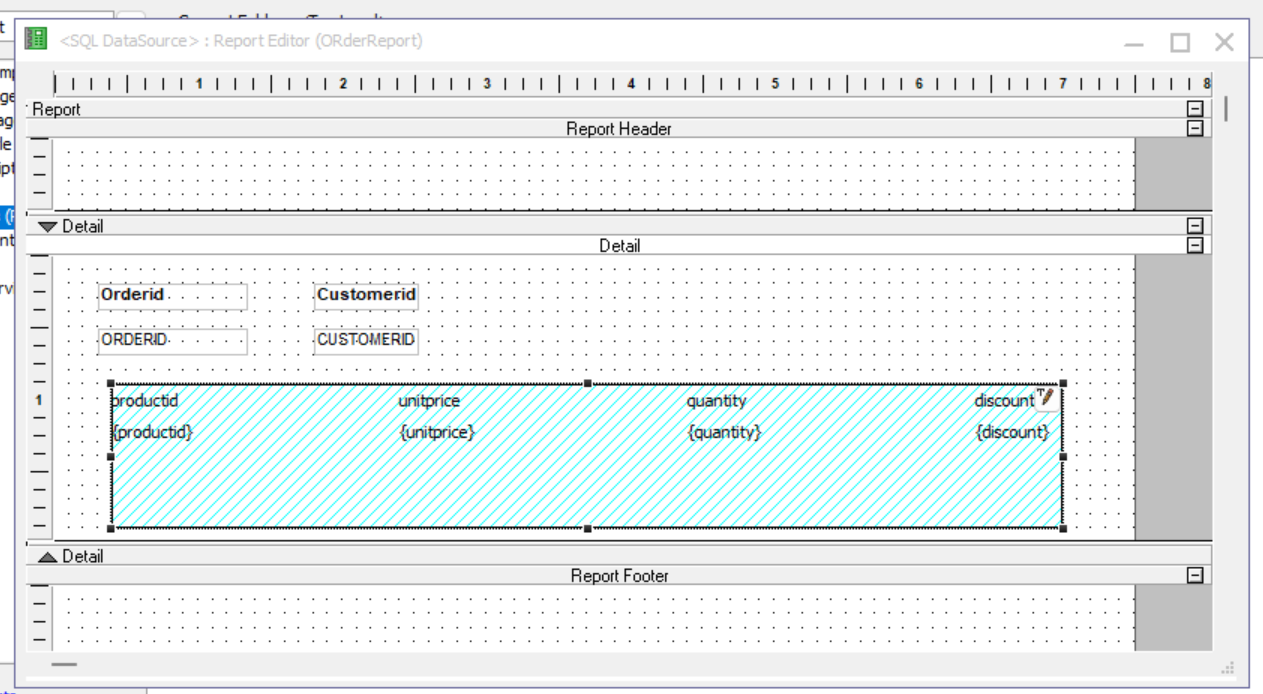 <SQL DataSource> : Report Editor (ORderReport)
1 2 3 4 5 6 7 8
Report
Report Header
Detail
Detail
Orderid Customerid
ORDERID CUSTOMERID
1
productid unitprice quantity discount
{productid} {unitprice} {quantity} {discount}
Detail
Report Footer